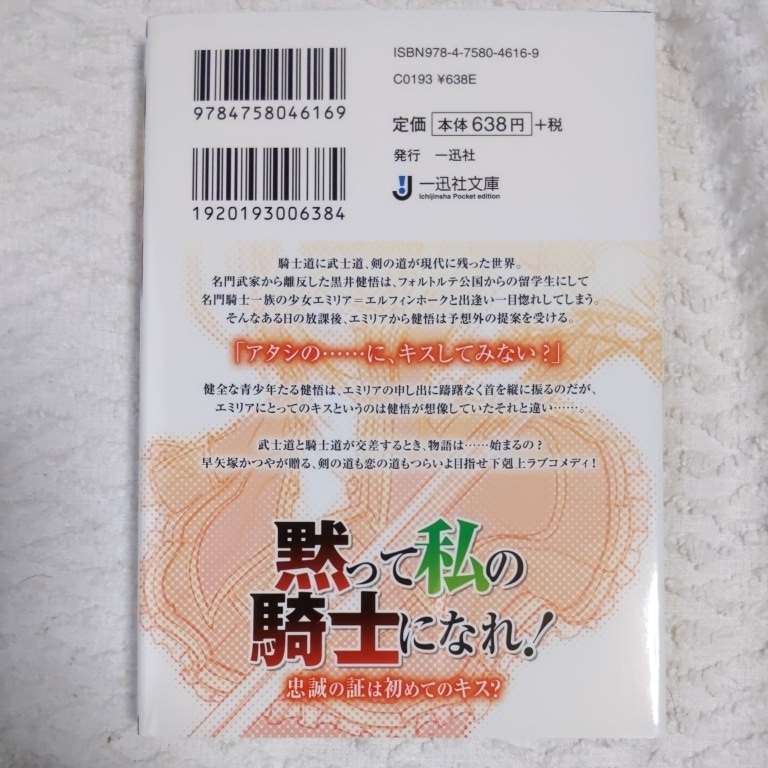 ISBN978-4-7580-4616-9
C0193 ¥638E
9784758046169
定価 本体638円 +税
発行 一迅社
一迅社文庫
Ichijinsha Pocket edition
1920193006384
騎士道に武士道、剣の道が現代に残った世界。
名門武家から離反した黒井健悟は、フォルトルテ公国からの留学生にして
名門騎士一族の少女エミリア＝エルフィンホークと出逢い一目惚れしてしまう。
そんなある日の放課後、エミリアから健悟は予想外の提案を受ける。
「アタシの……に、キスしてみない？」
健全な青少年たる健悟は、エミリアの申し出に躊躇なく首を縦に振るのだが、
エミリアにとってのキスというのは健悟が想像していたそれと違い……。
武士道と騎士道が交差するとき、物語は……始まるの？
早矢塚かつやが贈る、剣の道も恋の道もつらいよ目指せ下剋上ラブコメディ！
黙って私の
騎士になれ！
忠誠の証は初めてのキス？